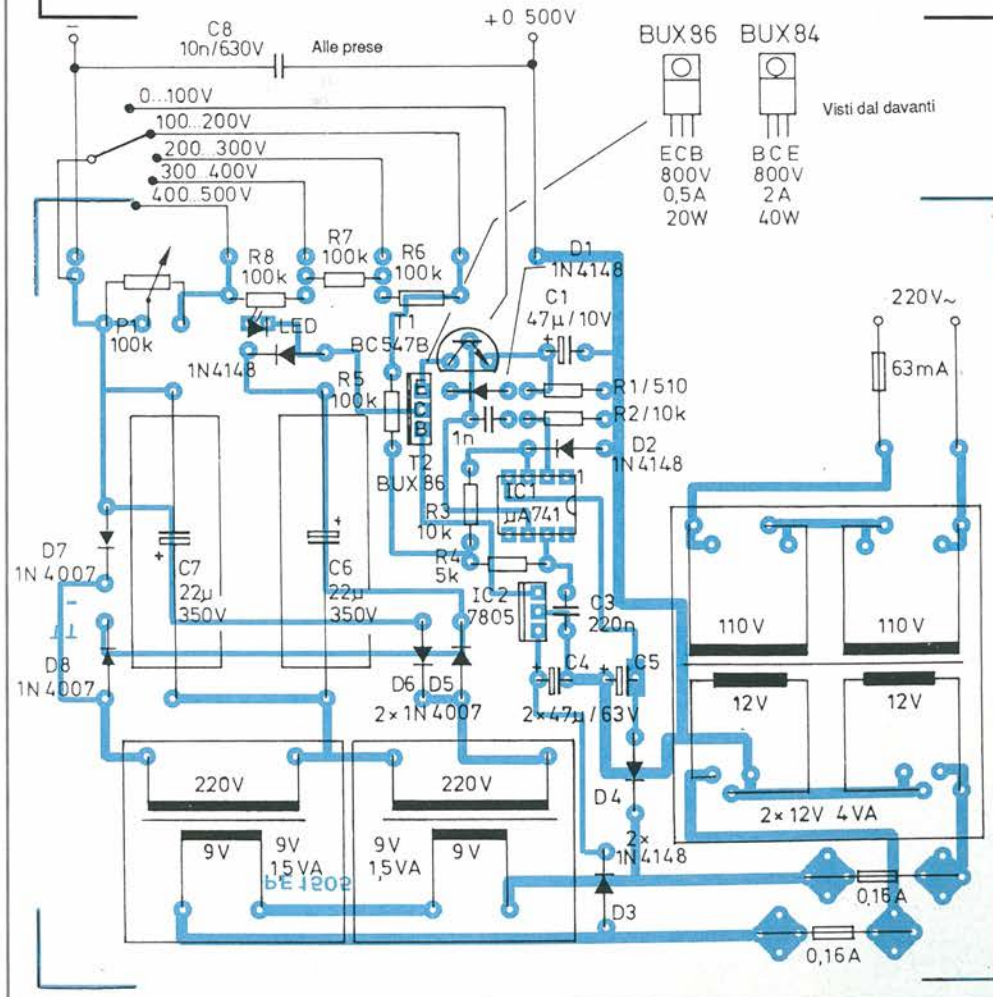 +0 500V
C8
10n/630V
Alle prese
BUX86 BUX84
Visti dal davanti
ECB
800V
0,5A
20W
BCE
800V
2A
40W
0...100V
100...200V
200...300V
300...400V
400...500V
R8
100k
R7
100k
R6
100k
D1
1N4148
C1
47µ/10V
+
220V~
63mA
P1
100k
LED
T1
BC547B
1N4148
R5
100k
E
C
B
1n
R1/510
R2/10k
D2
1N4148
T2
BUX86
IC1
µA741
1
R3
10k
R4
5k
IC2
7805
C3
220n
D7
1N4007
C7
22µ
350V
+
C6
22µ
350V
+
D8
1N4007
D6 D5
2×1N4007
+
C4
+
C5
2×47µ/63V
110V
110V
12V
12V
2×12V 4VA
D4
2×
1N4148
D3
220V
9V
9V
1,5VA
220V
9V
9V
1,5VA
PE1505
0,16A
0,16A